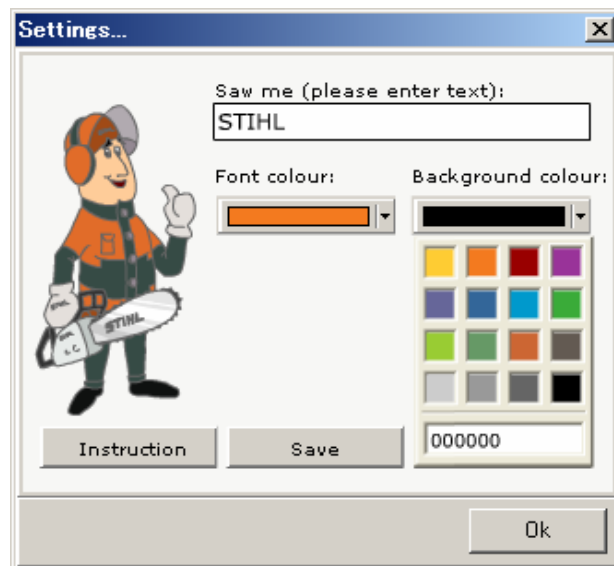 Settings...
Saw me (please enter text):
STIHL
Font colour:
Background colour:
STIHL
Instruction
Save
000000
Ok